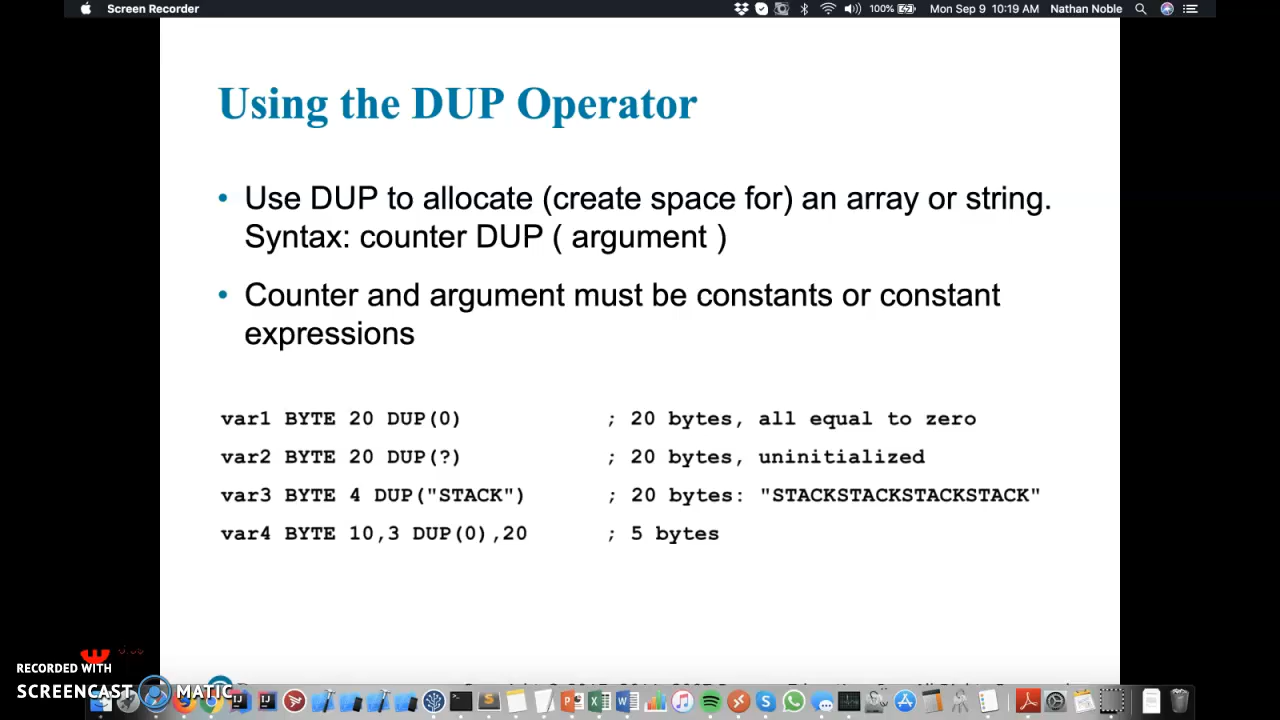 Screen Recorder 100% Mon Sep 9 10:19 AM Nathan Noble
Using the DUP Operator
• Use DUP to allocate (create space for) an array or string.
Syntax: counter DUP ( argument )
• Counter and argument must be constants or constant
expressions
var1 BYTE 20 DUP(0) ; 20 bytes, all equal to zero
var2 BYTE 20 DUP(?) ; 20 bytes, uninitialized
var3 BYTE 4 DUP("STACK") ; 20 bytes: "STACKSTACKSTACKSTACK"
var4 BYTE 10,3 DUP(0),20 ; 5 bytes
RECORDED WITH
SCREENCAST MATIC